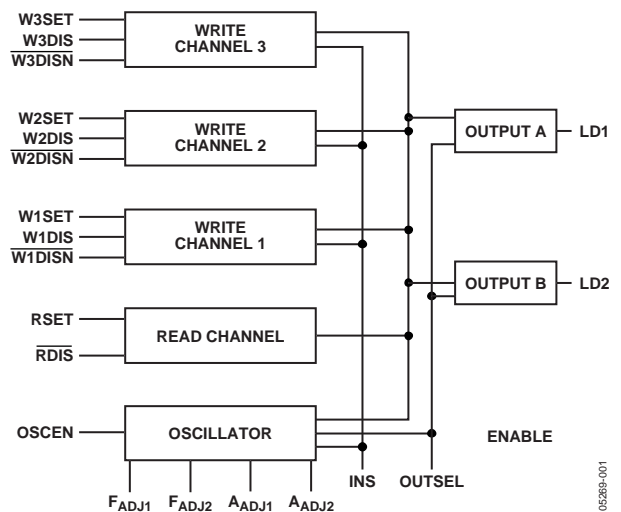 W3SET
W3DIS
W3DISN
WRITE
CHANNEL 3
W2SET
W2DIS
W2DISN
WRITE
CHANNEL 2
OUTPUT A
LD1
W1SET
W1DIS
W1DISN
WRITE
CHANNEL 1
OUTPUT B
LD2
RSET
RDIS
READ CHANNEL
OSCEN
OSCILLATOR
ENABLE
INS
OUTSEL
FADJ1
FADJ2
AADJ1
AADJ2
05269-001